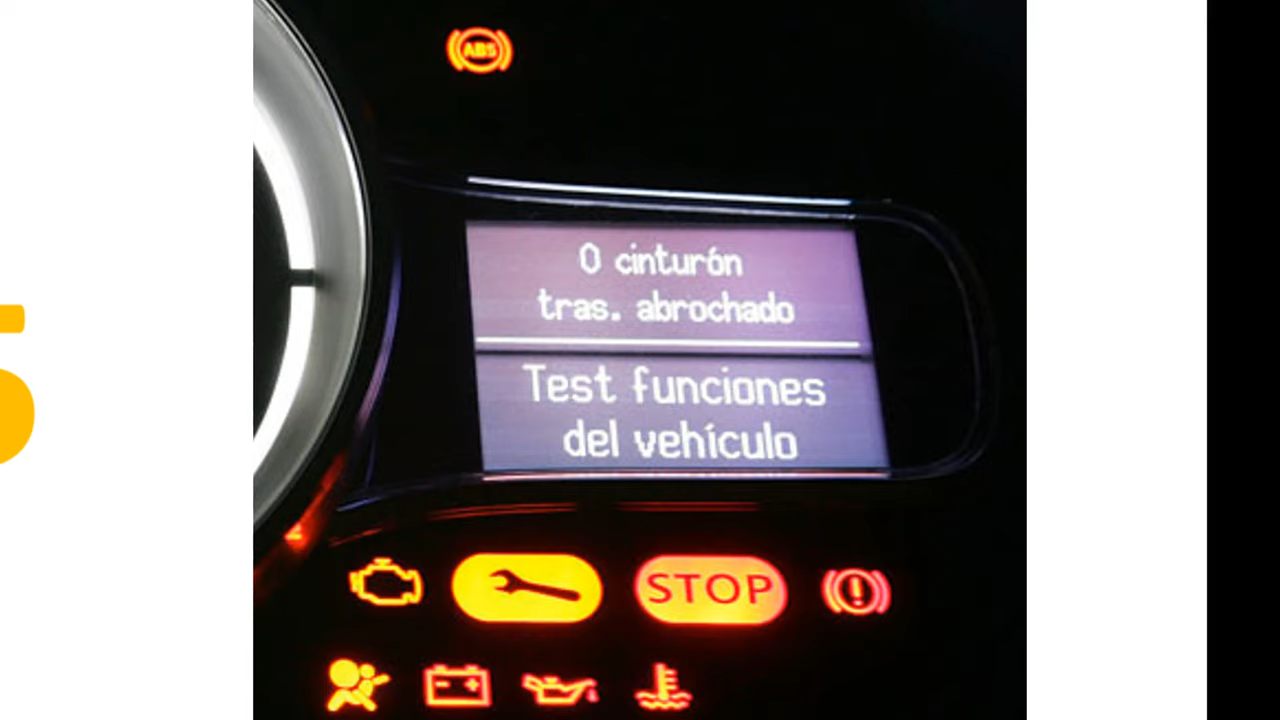 ABS
0 cinturón
tras. abrochado
Test funciones
del vehículo
STOP